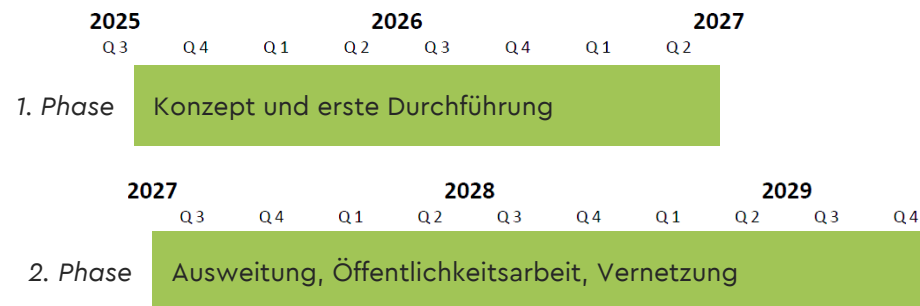 2025 2026 2027
Q 3 Q 4 Q 1 Q 2 Q 3 Q 4 Q 1 Q 2
1. Phase Konzept und erste Durchführung
2027 2028 2029
Q 3 Q 4 Q 1 Q 2 Q 3 Q 4 Q 1 Q 2 Q 3 Q 4
2. Phase Ausweitung, Öffentlichkeitsarbeit, Vernetzung